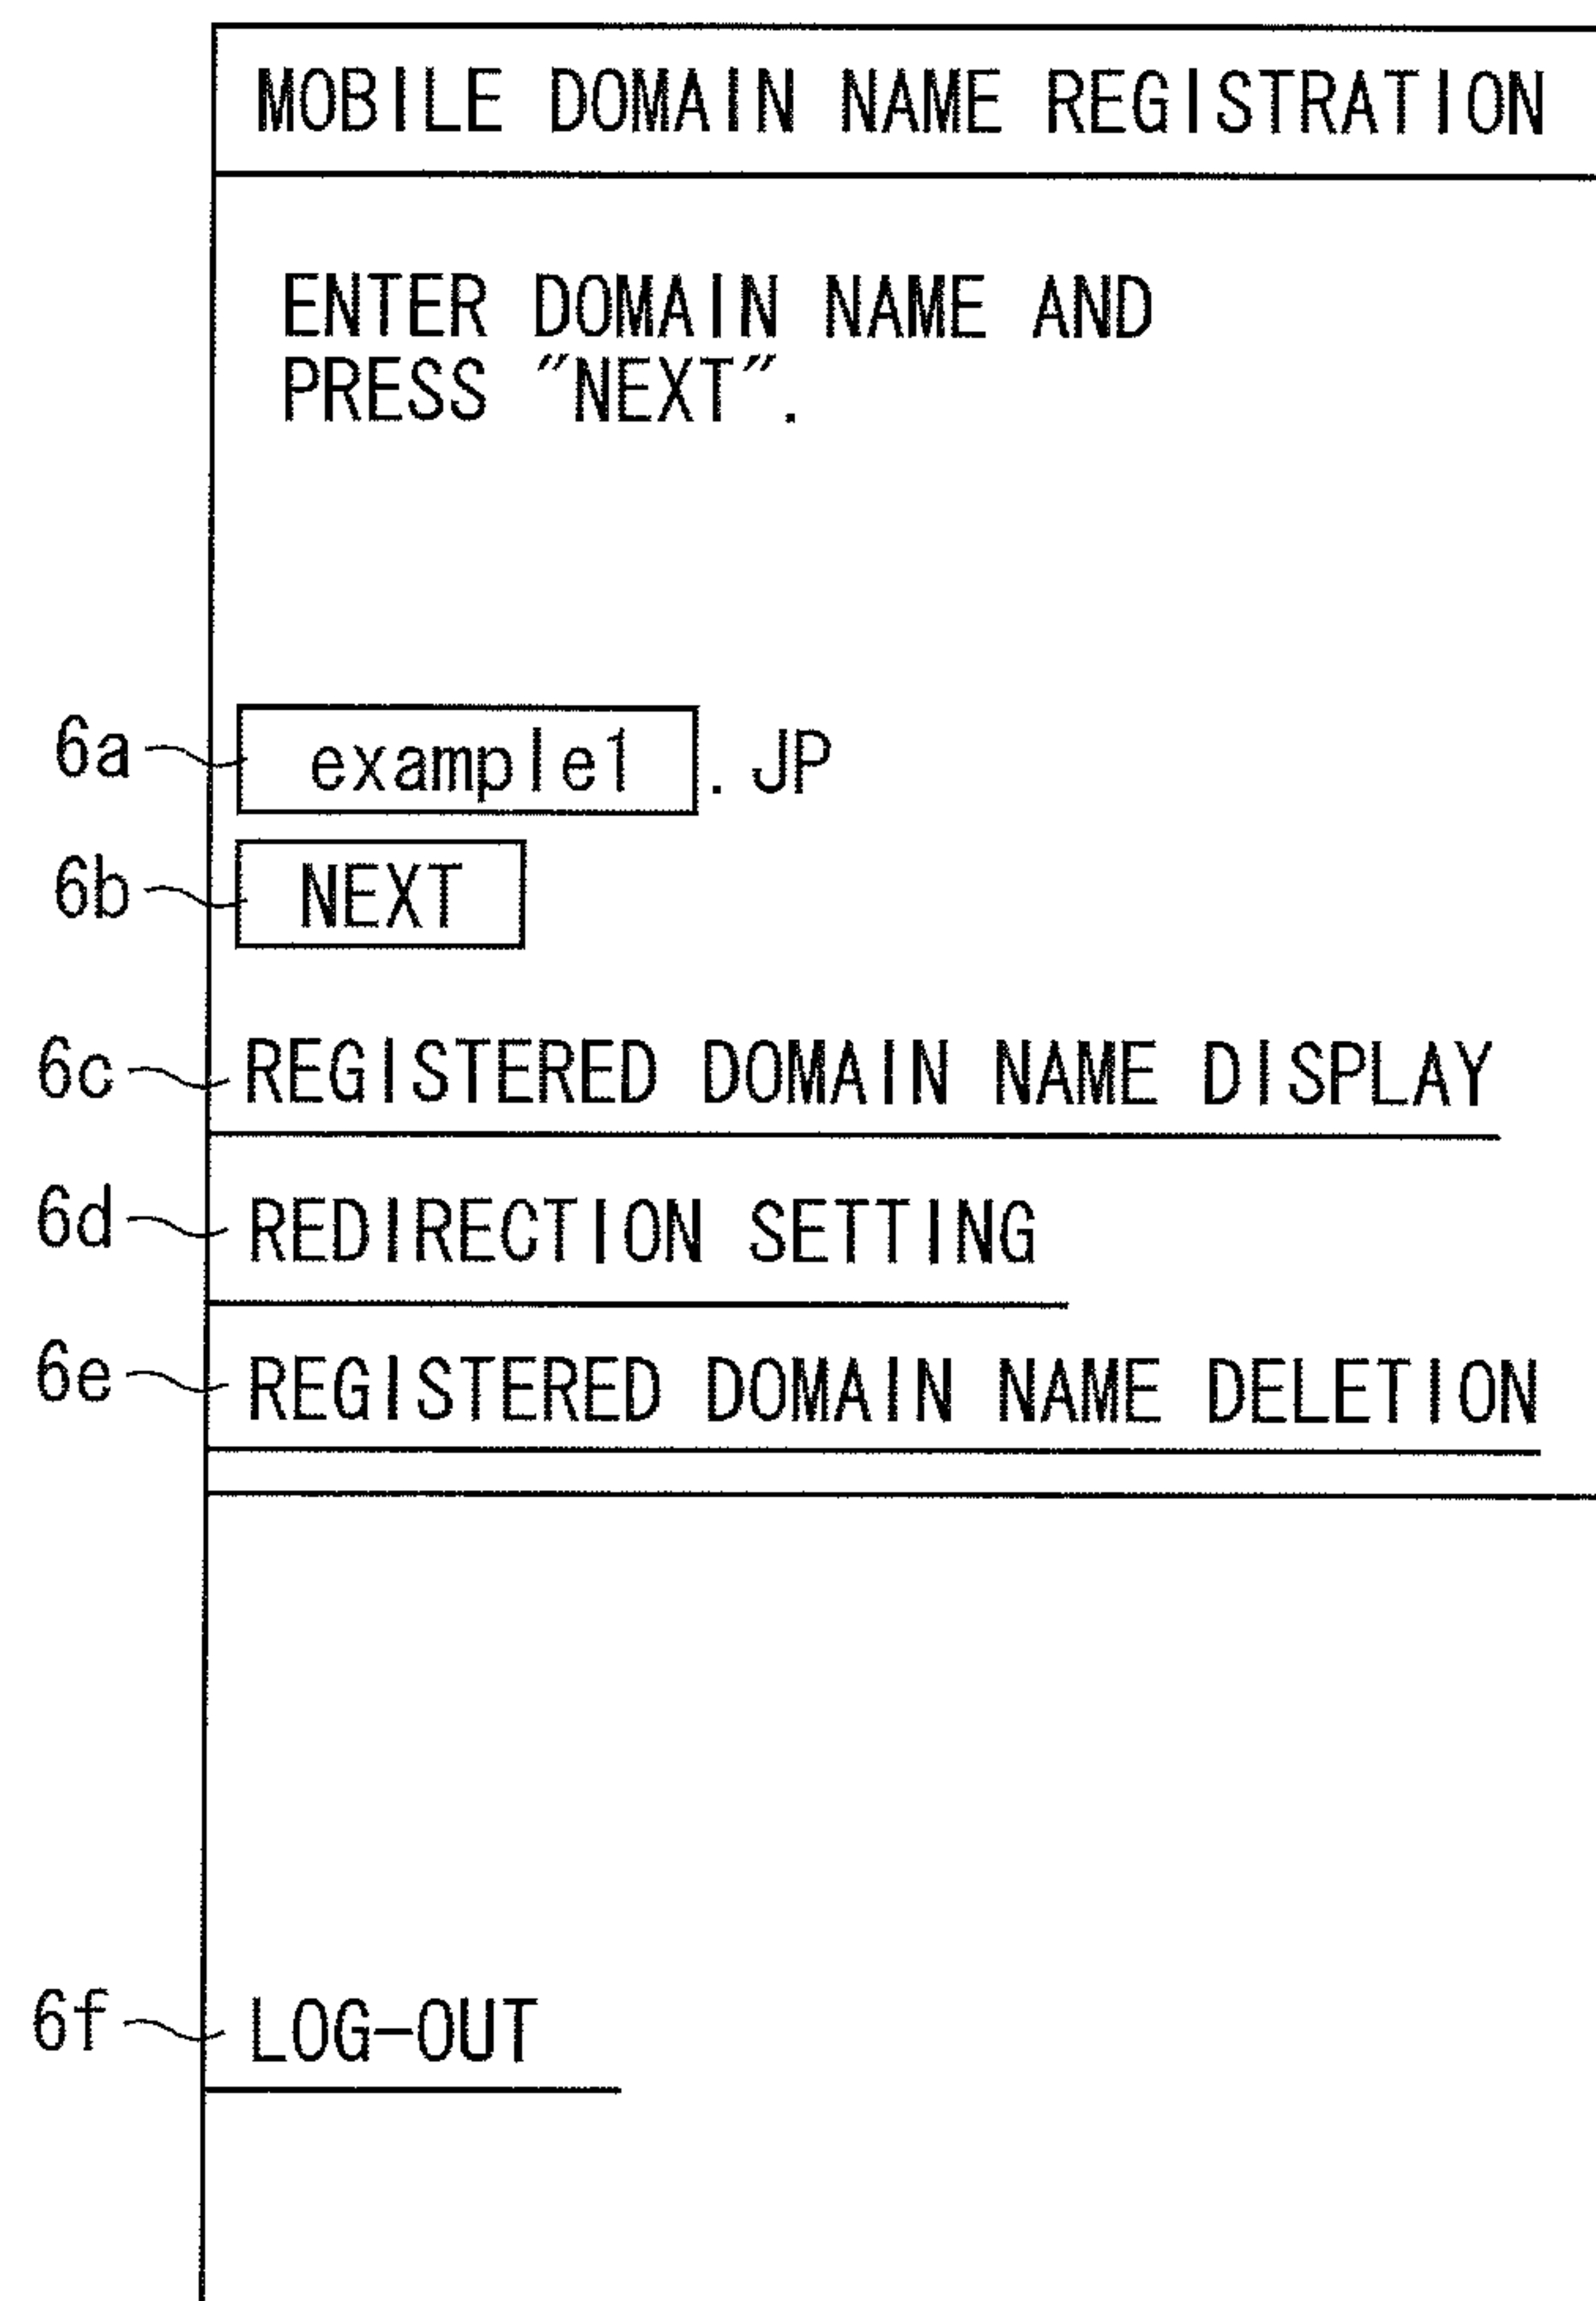 MOBILE DOMAIN NAME REGISTRATION
ENTER DOMAIN NAME AND
PRESS "NEXT".
6a example1 .JP
6b NEXT
6c REGISTERED DOMAIN NAME DISPLAY
6d REDIRECTION SETTING
6e REGISTERED DOMAIN NAME DELETION
6f LOG-OUT